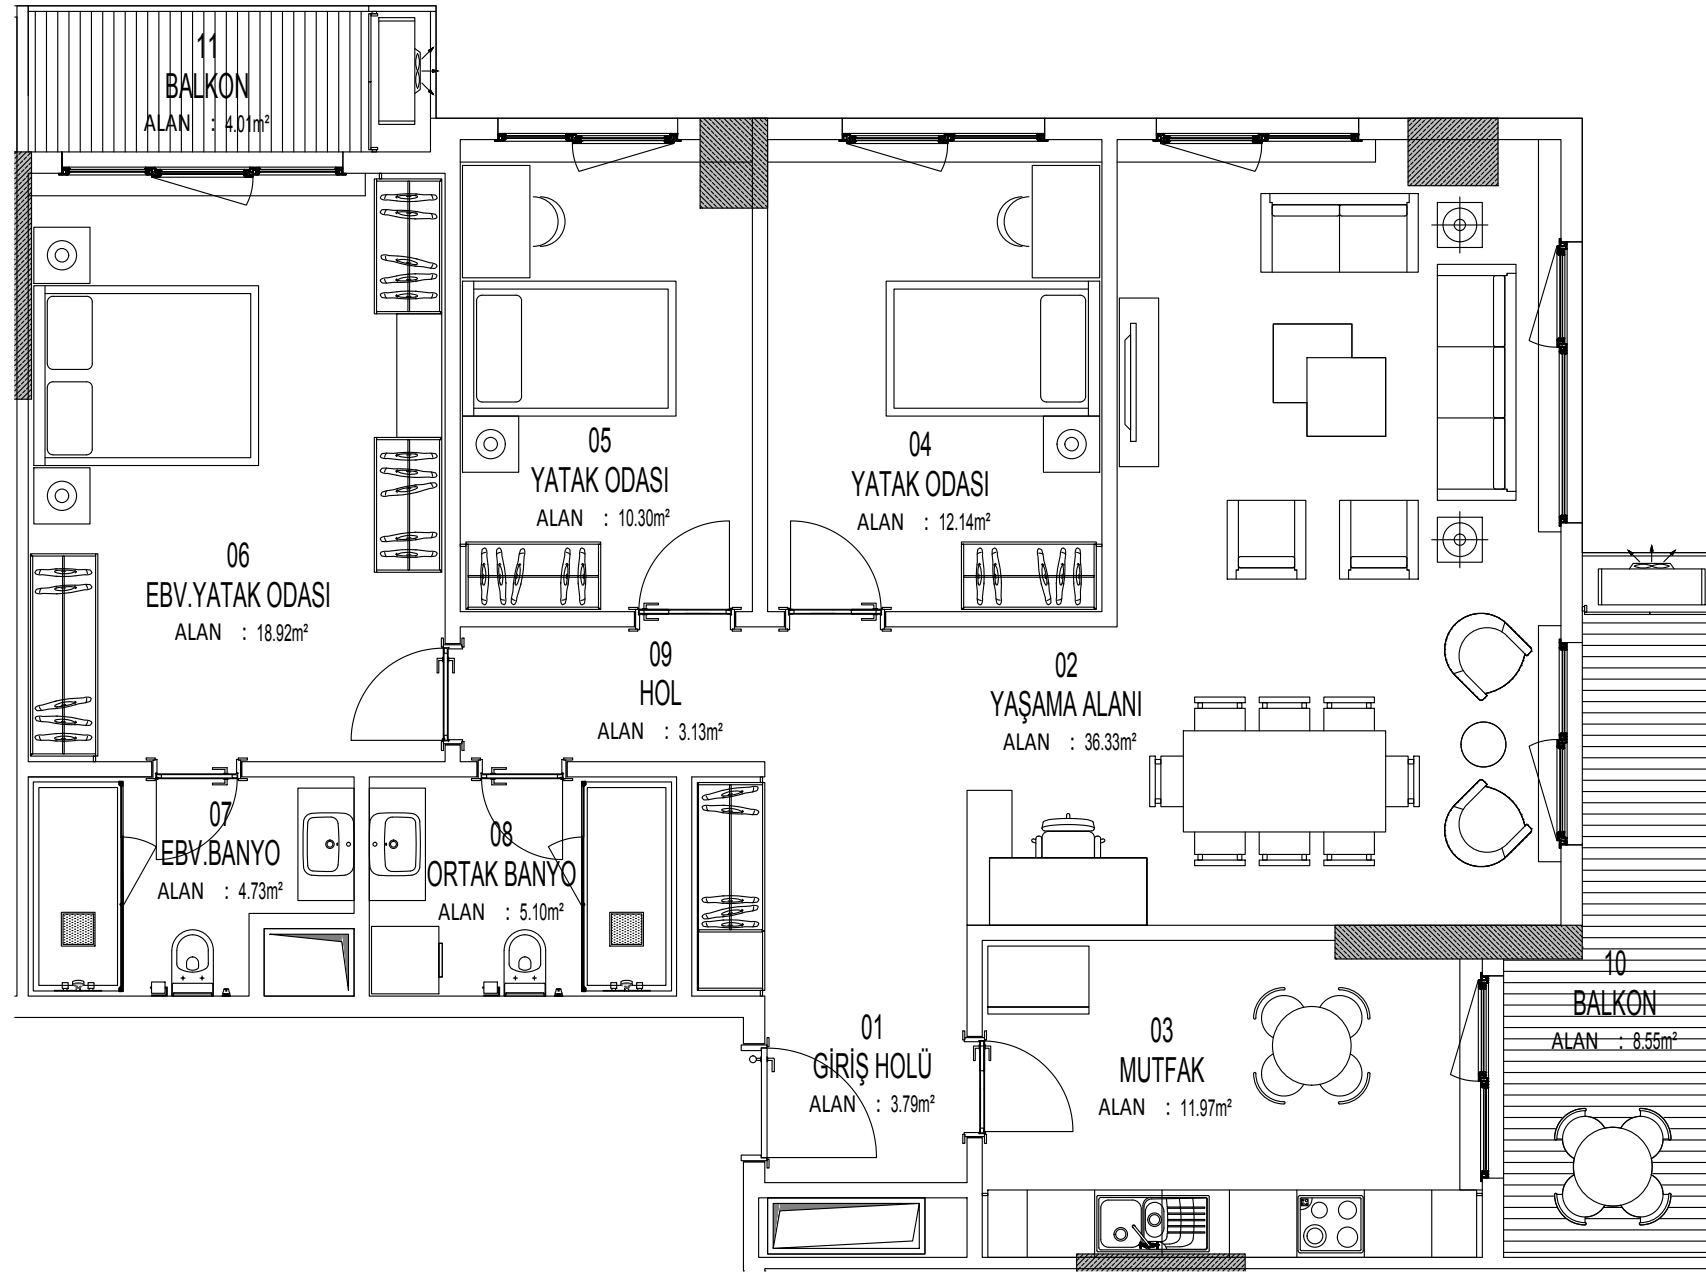 11
BALKON
ALAN : 4.01m²
05
YATAK ODASI
ALAN : 10.30m²
04
YATAK ODASI
ALAN : 12.14m²
06
EBV.YATAK ODASI
ALAN : 18.92m²
09
HOL
ALAN : 3.13m²
02
YAŞAMA ALANI
ALAN : 36.33m²
07
EBV.BANYO
ALAN : 4.73m²
08
ORTAK BANYO
ALAN : 5.10m²
01
GİRİŞ HOLÜ
ALAN : 3.79m²
03
MUTFAK
ALAN : 11.97m²
10
BALKON
ALAN : 8.55m²